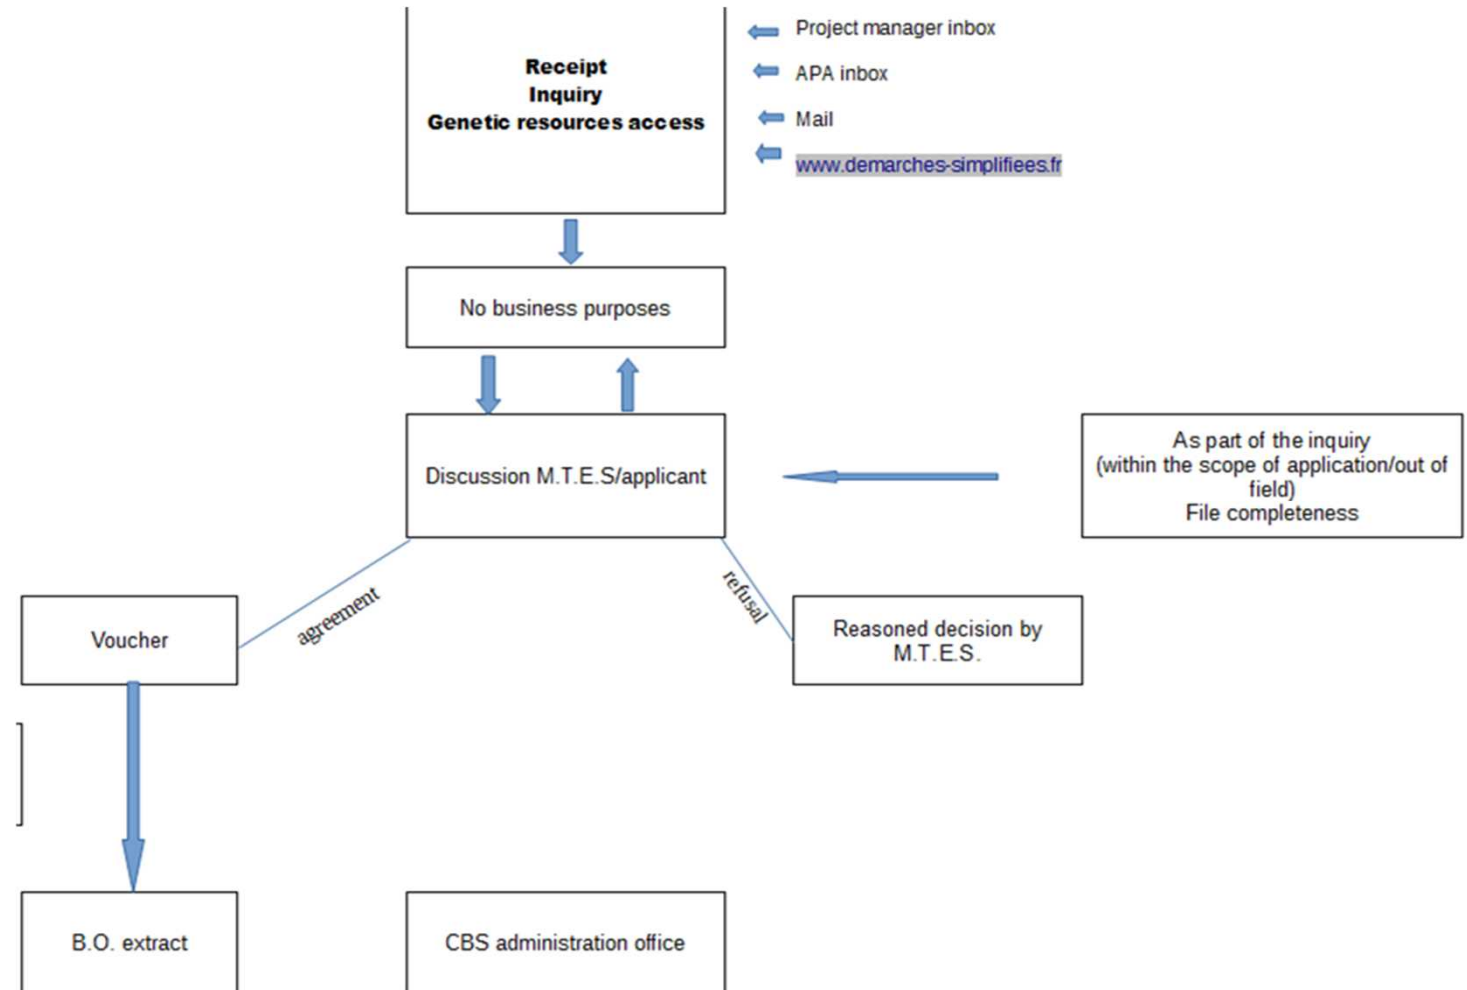 Receipt
Inquiry
Genetic resources access
Project manager inbox
APA inbox
Mail
www.demarches-simplifiees.fr
No business purposes
Discussion M.T.E.S/applicant
As part of the inquiry
(within the scope of application/out of
field)
File completeness
agreement
refusal
Voucher
Reasoned decision by
M.T.E.S.
B.O. extract
CBS administration office